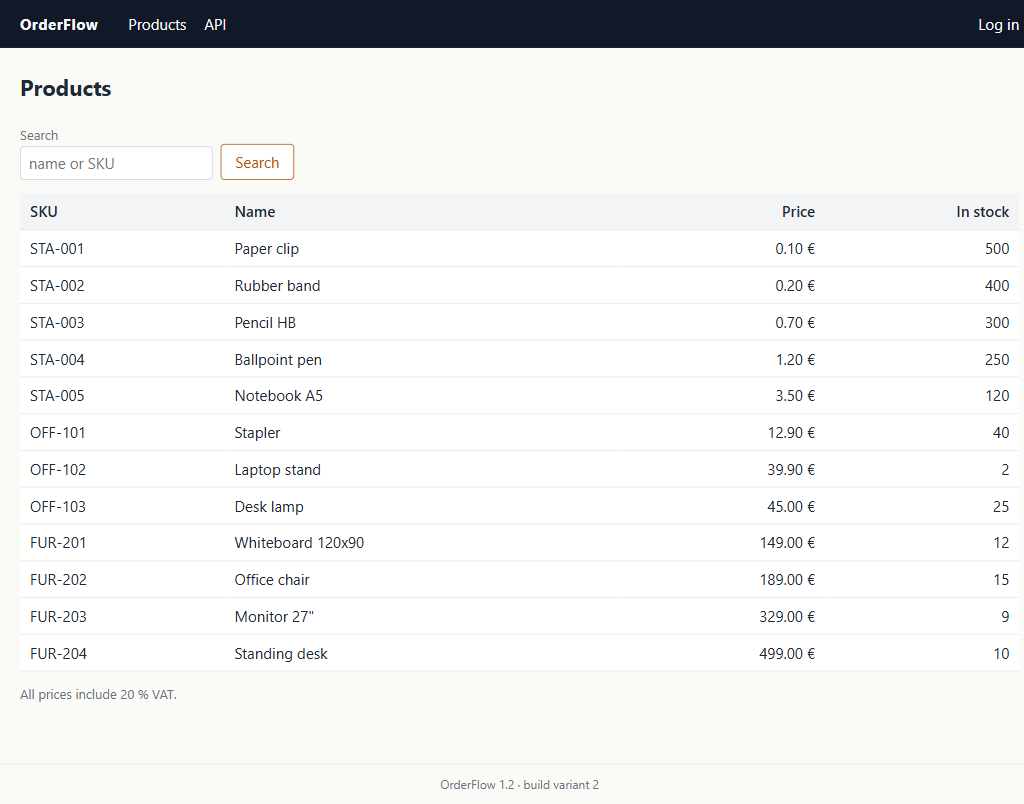 OrderFlow Products API Log in
Products
Search
name or SKU Search
SKU Name Price In stock
STA-001 Paper clip 0.10 € 500
STA-002 Rubber band 0.20 € 400
STA-003 Pencil HB 0.70 € 300
STA-004 Ballpoint pen 1.20 € 250
STA-005 Notebook A5 3.50 € 120
OFF-101 Stapler 12.90 € 40
OFF-102 Laptop stand 39.90 € 2
OFF-103 Desk lamp 45.00 € 25
FUR-201 Whiteboard 120x90 149.00 € 12
FUR-202 Office chair 189.00 € 15
FUR-203 Monitor 27" 329.00 € 9
FUR-204 Standing desk 499.00 € 10
All prices include 20 % VAT.
OrderFlow 1.2 · build variant 2